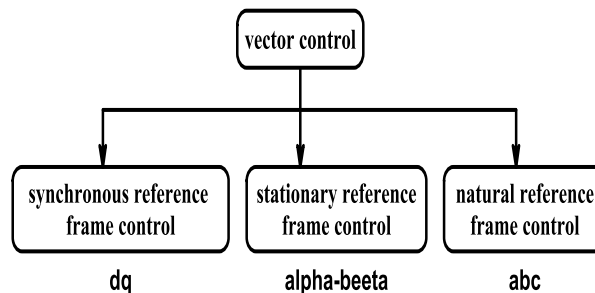 vector control
synchronous reference
frame control
stationary reference
frame control
natural reference
frame control
dq
alpha-beeta
abc